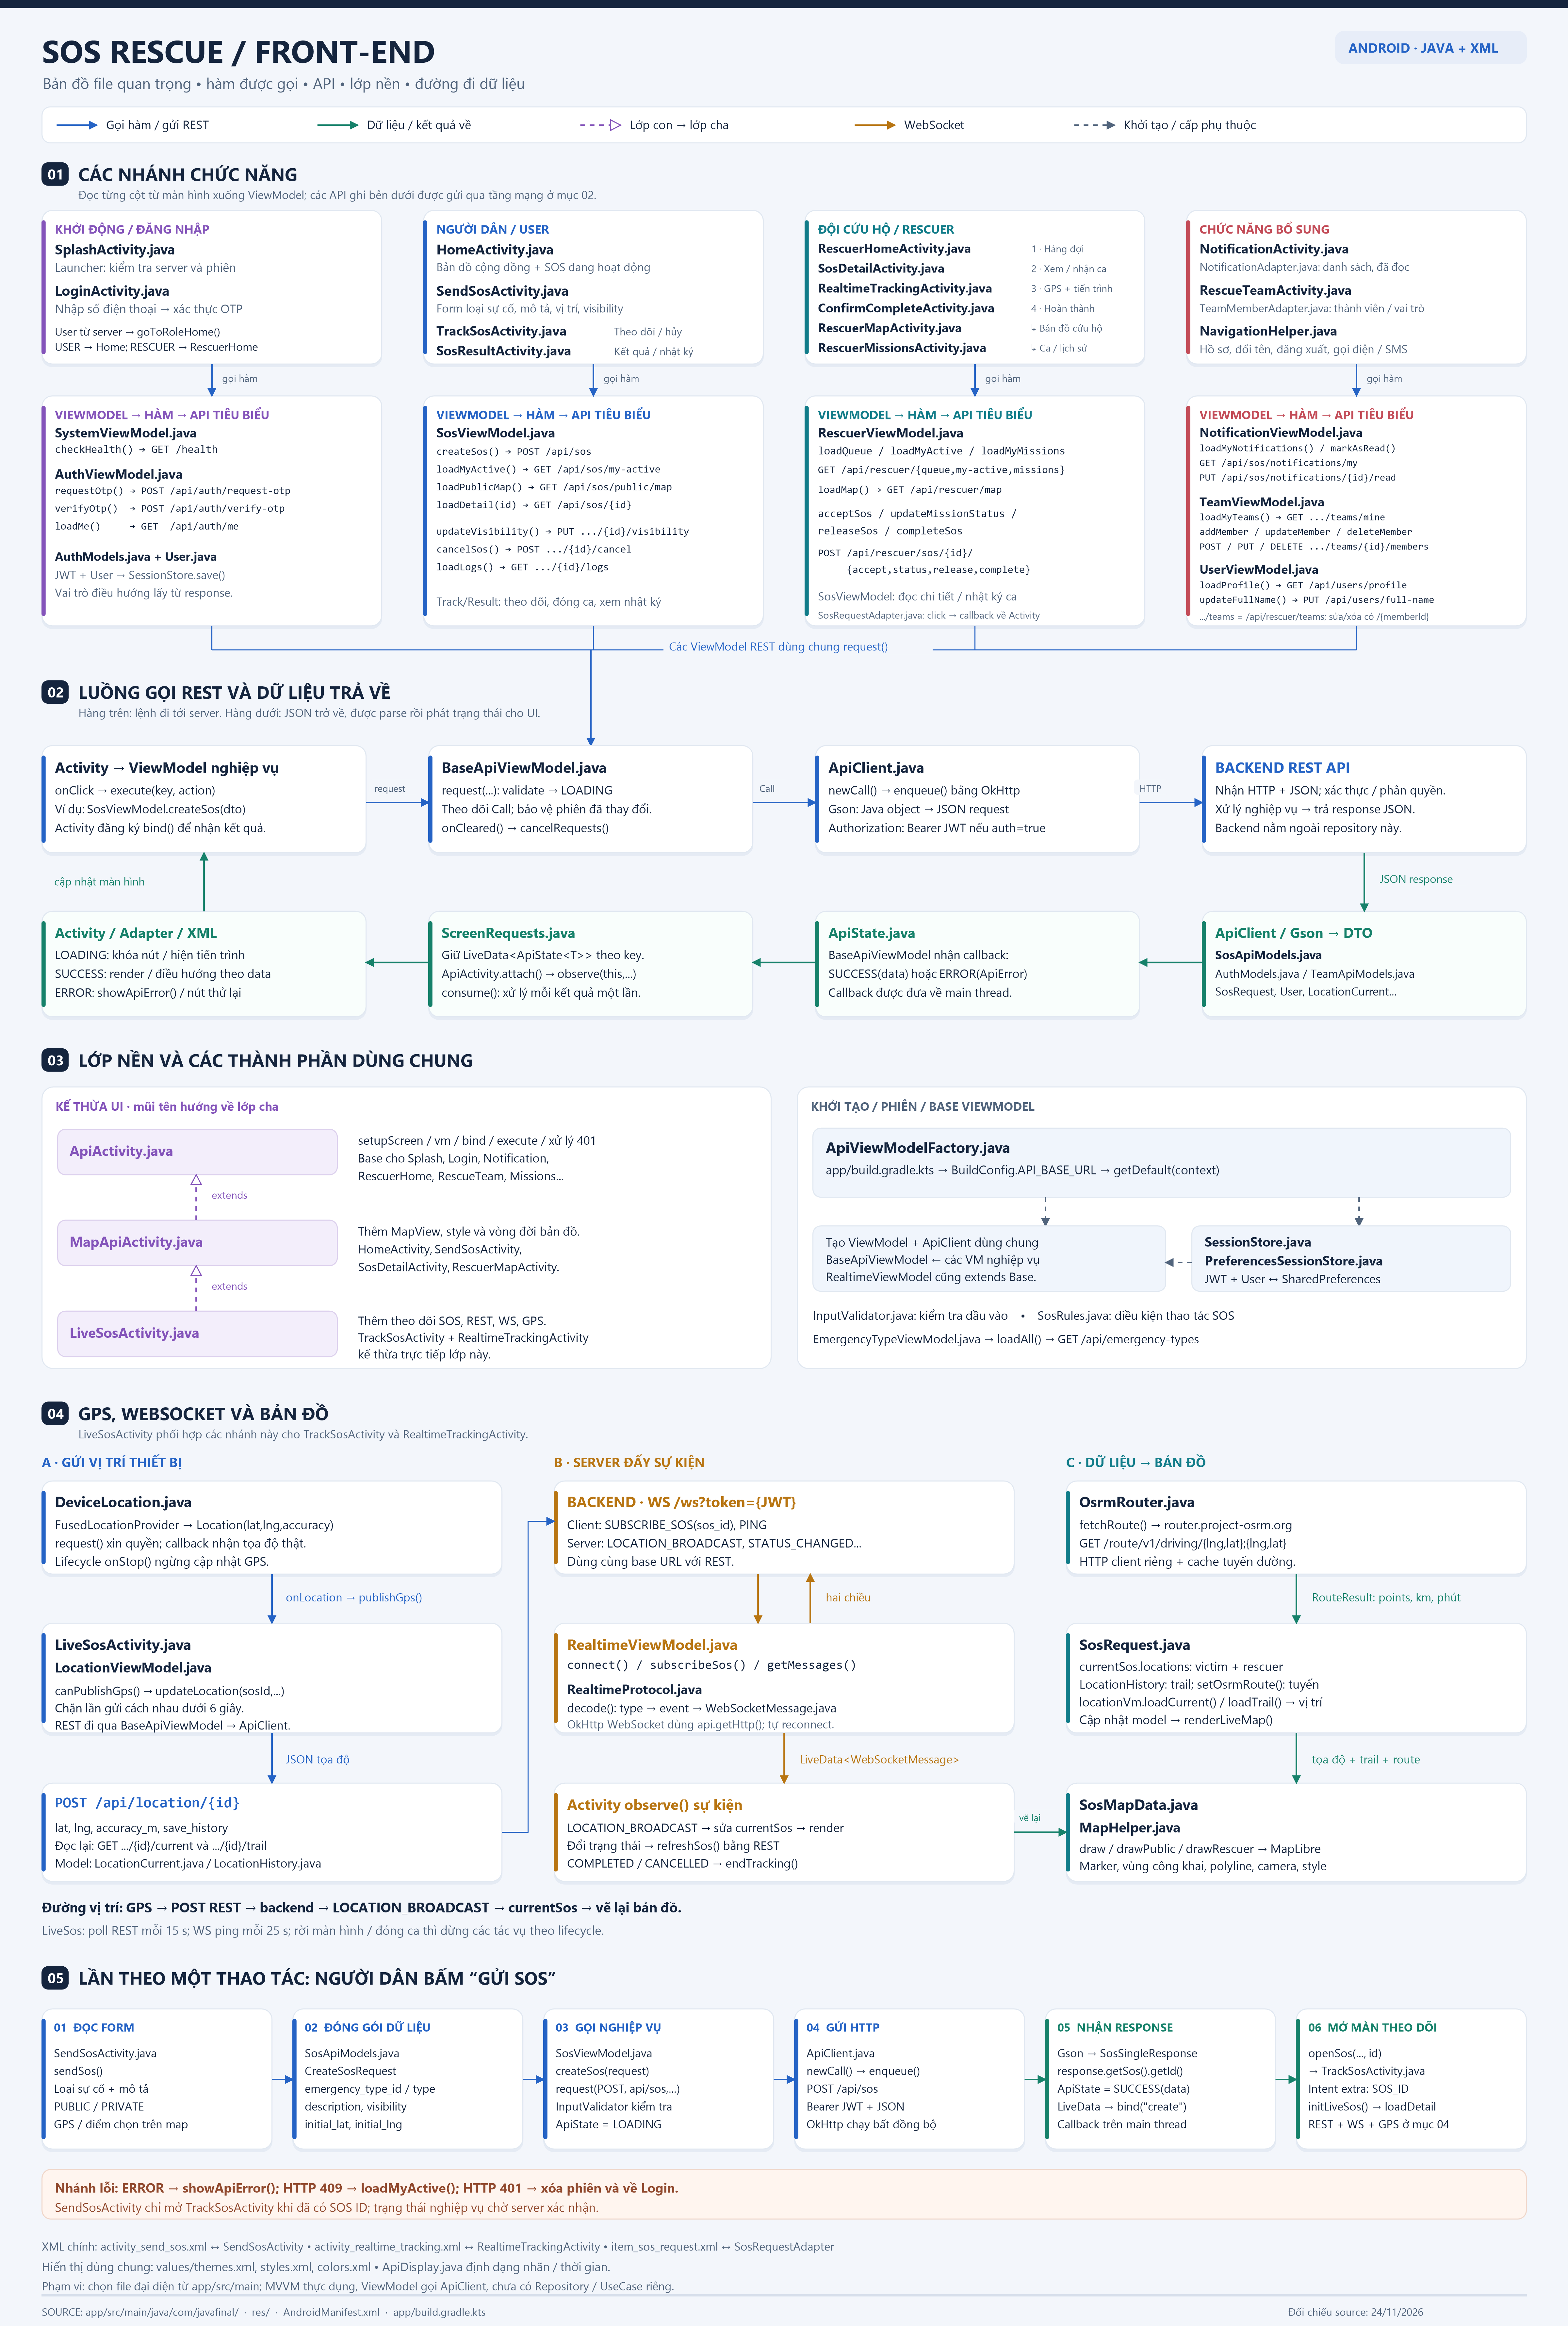 SOS RESCUE / FRONT-END
ANDROID · JAVA + XML
Bản đồ file quan trọng • hàm được gọi • API • lớp nền • đường đi dữ liệu
Gọi hàm / gửi REST
Dữ liệu / kết quả về
Lớp con → lớp cha
WebSocket
Khởi tạo / cấp phụ thuộc
01 CÁC NHÁNH CHỨC NĂNG
Đọc từng cột từ màn hình xuống ViewModel; các API ghi bên dưới được gửi qua tầng mạng ở mục 02.
KHỞI ĐỘNG / ĐĂNG NHẬP
SplashActivity.java
Launcher: kiểm tra server và phiên
LoginActivity.java
Nhập số điện thoại → xác thực OTP
User từ server → goToRoleHome()
USER → Home; RESCUER → RescuerHome
NGƯỜI DÂN / USER
HomeActivity.java
Bản đồ cộng đồng + SOS đang hoạt động
SendSosActivity.java
Form loại sự cố, mô tả, vị trí, visibility
TrackSosActivity.java Theo dõi / hủy
SosResultActivity.java Kết quả / nhật ký
ĐỘI CỨU HỘ / RESCUER
RescuerHomeActivity.java 1 · Hàng đợi
SosDetailActivity.java 2 · Xem / nhận ca
RealtimeTrackingActivity.java 3 · GPS + tiến trình
ConfirmCompleteActivity.java 4 · Hoàn thành
RescuerMapActivity.java ↳ Bản đồ cứu hộ
RescuerMissionsActivity.java ↳ Ca / lịch sử
CHỨC NĂNG BỔ SUNG
NotificationActivity.java
NotificationAdapter.java: danh sách, đã đọc
RescueTeamActivity.java
TeamMemberAdapter.java: thành viên / vai trò
NavigationHelper.java
Hồ sơ, đổi tên, đăng xuất, gọi điện / SMS
gọi hàm
gọi hàm
gọi hàm
gọi hàm
VIEWMODEL → HÀM → API TIÊU BIỂU
SystemViewModel.java
checkHealth() → GET /health
AuthViewModel.java
requestOtp() → POST /api/auth/request-otp
verifyOtp() → POST /api/auth/verify-otp
loadMe() → GET /api/auth/me
AuthModels.java + User.java
JWT + User → SessionStore.save()
Vai trò điều hướng lấy từ response.
VIEWMODEL → HÀM → API TIÊU BIỂU
SosViewModel.java
createSos() → POST /api/sos
loadMyActive() → GET /api/sos/my-active
loadPublicMap() → GET /api/sos/public/map
loadDetail(id) → GET /api/sos/{id}
updateVisibility() → PUT .../{id}/visibility
cancelSos() → POST .../{id}/cancel
loadLogs() → GET .../{id}/logs
Track/Result: theo dõi, đóng ca, xem nhật ký
VIEWMODEL → HÀM → API TIÊU BIỂU
RescuerViewModel.java
loadQueue / loadMyActive / loadMyMissions
GET /api/rescuer/{queue,my-active,missions}
loadMap() → GET /api/rescuer/map
acceptSos / updateMissionStatus /
releaseSos / completeSos
POST /api/rescuer/sos/{id}/
{accept,status,release,complete}
SosViewModel: đọc chi tiết / nhật ký ca
SosRequestAdapter.java: click → callback về Activity
VIEWMODEL → HÀM → API TIÊU BIỂU
NotificationViewModel.java
loadMyNotifications() / markAsRead()
GET /api/sos/notifications/my
PUT /api/sos/notifications/{id}/read
TeamViewModel.java
loadMyTeams() → GET .../teams/mine
addMember / updateMember / deleteMember
POST / PUT / DELETE .../teams/{id}/members
UserViewModel.java
loadProfile() → GET /api/users/profile
updateFullName() → PUT /api/users/full-name
.../teams = /api/rescuer/teams; sửa/xóa có /{memberId}
Các ViewModel REST dùng chung request()
02 LUỒNG GỌI REST VÀ DỮ LIỆU TRẢ VỀ
Hàng trên: lệnh đi tới server. Hàng dưới: JSON trở về, được parse rồi phát trạng thái cho UI.
Activity → ViewModel nghiệp vụ
onClick → execute(key, action)
Ví dụ: SosViewModel.createSos(dto)
Activity đăng ký bind() để nhận kết quả.
request
BaseApiViewModel.java
request(...): validate → LOADING
Theo dõi Call; bảo vệ phiên đã thay đổi.
onCleared() → cancelRequests()
Call
ApiClient.java
newCall() → enqueue() bằng OkHttp
Gson: Java object → JSON request
Authorization: Bearer JWT nếu auth=true
HTTP
BACKEND REST API
Nhận HTTP + JSON; xác thực / phân quyền.
Xử lý nghiệp vụ → trả response JSON.
Backend nằm ngoài repository này.
cập nhật màn hình
JSON response
Activity / Adapter / XML
LOADING: khóa nút / hiện tiến trình
SUCCESS: render / điều hướng theo data
ERROR: showApiError() / nút thử lại
ScreenRequests.java
Giữ LiveData<ApiState<T>> theo key.
ApiActivity.attach() → observe(this,...)
consume(): xử lý mỗi kết quả một lần.
ApiState.java
BaseApiViewModel nhận callback:
SUCCESS(data) hoặc ERROR(ApiError)
Callback được đưa về main thread.
ApiClient / Gson → DTO
SosApiModels.java
AuthModels.java / TeamApiModels.java
SosRequest, User, LocationCurrent...
03 LỚP NỀN VÀ CÁC THÀNH PHẦN DÙNG CHUNG
KẾ THỪA UI · mũi tên hướng về lớp cha
ApiActivity.java
setupScreen / vm / bind / execute / xử lý 401
Base cho Splash, Login, Notification,
RescuerHome, RescueTeam, Missions...
extends
MapApiActivity.java
Thêm MapView, style và vòng đời bản đồ.
HomeActivity, SendSosActivity,
SosDetailActivity, RescuerMapActivity.
extends
LiveSosActivity.java
Thêm theo dõi SOS, REST, WS, GPS.
TrackSosActivity + RealtimeTrackingActivity
kế thừa trực tiếp lớp này.
KHỞI TẠO / PHIÊN / BASE VIEWMODEL
ApiViewModelFactory.java
app/build.gradle.kts → BuildConfig.API_BASE_URL → getDefault(context)
Tạo ViewModel + ApiClient dùng chung
BaseApiViewModel ← các VM nghiệp vụ
RealtimeViewModel cũng extends Base.
SessionStore.java
PreferencesSessionStore.java
JWT + User ↔ SharedPreferences
InputValidator.java: kiểm tra đầu vào • SosRules.java: điều kiện thao tác SOS
EmergencyTypeViewModel.java → loadAll() → GET /api/emergency-types
04 GPS, WEBSOCKET VÀ BẢN ĐỒ
LiveSosActivity phối hợp các nhánh này cho TrackSosActivity và RealtimeTrackingActivity.
A · GỬI VỊ TRÍ THIẾT BỊ
DeviceLocation.java
FusedLocationProvider → Location(lat,lng,accuracy)
request() xin quyền; callback nhận tọa độ thật.
Lifecycle onStop() ngừng cập nhật GPS.
onLocation → publishGps()
LiveSosActivity.java
LocationViewModel.java
canPublishGps() → updateLocation(sosId,...)
Chặn lần gửi cách nhau dưới 6 giây.
REST đi qua BaseApiViewModel → ApiClient.
JSON tọa độ
POST /api/location/{id}
lat, lng, accuracy_m, save_history
Đọc lại: GET .../{id}/current và .../{id}/trail
Model: LocationCurrent.java / LocationHistory.java
B · SERVER ĐẨY SỰ KIỆN
BACKEND · WS /ws?token={JWT}
Client: SUBSCRIBE_SOS(sos_id), PING
Server: LOCATION_BROADCAST, STATUS_CHANGED...
Dùng cùng base URL với REST.
hai chiều
RealtimeViewModel.java
connect() / subscribeSos() / getMessages()
RealtimeProtocol.java
decode(): type → event → WebSocketMessage.java
OkHttp WebSocket dùng api.getHttp(); tự reconnect.
LiveData<WebSocketMessage>
Activity observe() sự kiện
LOCATION_BROADCAST → sửa currentSos → render
Đổi trạng thái → refreshSos() bằng REST
COMPLETED / CANCELLED → endTracking()
vẽ lại
C · DỮ LIỆU → BẢN ĐỒ
OsrmRouter.java
fetchRoute() → router.project-osrm.org
GET /route/v1/driving/{lng,lat};{lng,lat}
HTTP client riêng + cache tuyến đường.
RouteResult: points, km, phút
SosRequest.java
currentSos.locations: victim + rescuer
LocationHistory: trail; setOsrmRoute(): tuyến
locationVm.loadCurrent() / loadTrail() → vị trí
Cập nhật model → renderLiveMap()
tọa độ + trail + route
SosMapData.java
MapHelper.java
draw / drawPublic / drawRescuer → MapLibre
Marker, vùng công khai, polyline, camera, style
Đường vị trí: GPS → POST REST → backend → LOCATION_BROADCAST → currentSos → vẽ lại bản đồ.
LiveSos: poll REST mỗi 15 s; WS ping mỗi 25 s; rời màn hình / đóng ca thì dừng các tác vụ theo lifecycle.
05 LẦN THEO MỘT THAO TÁC: NGƯỜI DÂN BẤM “GỬI SOS”
01 ĐỌC FORM
SendSosActivity.java
sendSos()
Loại sự cố + mô tả
PUBLIC / PRIVATE
GPS / điểm chọn trên map
02 ĐÓNG GÓI DỮ LIỆU
SosApiModels.java
CreateSosRequest
emergency_type_id / type
description, visibility
initial_lat, initial_lng
03 GỌI NGHIỆP VỤ
SosViewModel.java
createSos(request)
request(POST, api/sos,...)
InputValidator kiểm tra
ApiState = LOADING
04 GỬI HTTP
ApiClient.java
newCall() → enqueue()
POST /api/sos
Bearer JWT + JSON
OkHttp chạy bất đồng bộ
05 NHẬN RESPONSE
Gson → SosSingleResponse
response.getSos().getId()
ApiState = SUCCESS(data)
LiveData → bind("create")
Callback trên main thread
06 MỞ MÀN THEO DÕI
openSos(..., id)
→ TrackSosActivity.java
Intent extra: SOS_ID
initLiveSos() → loadDetail
REST + WS + GPS ở mục 04
Nhánh lỗi: ERROR → showApiError(); HTTP 409 → loadMyActive(); HTTP 401 → xóa phiên và về Login.
SendSosActivity chỉ mở TrackSosActivity khi đã có SOS ID; trạng thái nghiệp vụ chờ server xác nhận.
XML chính: activity_send_sos.xml ↔ SendSosActivity • activity_realtime_tracking.xml ↔ RealtimeTrackingActivity • item_sos_request.xml ↔ SosRequestAdapter
Hiển thị dùng chung: values/themes.xml, styles.xml, colors.xml • ApiDisplay.java định dạng nhãn / thời gian.
Phạm vi: chọn file đại diện từ app/src/main; MVVM thực dụng, ViewModel gọi ApiClient, chưa có Repository / UseCase riêng.
SOURCE: app/src/main/java/com/javafinal/ · res/ · AndroidManifest.xml · app/build.gradle.kts
Đối chiếu source: 24/11/2026